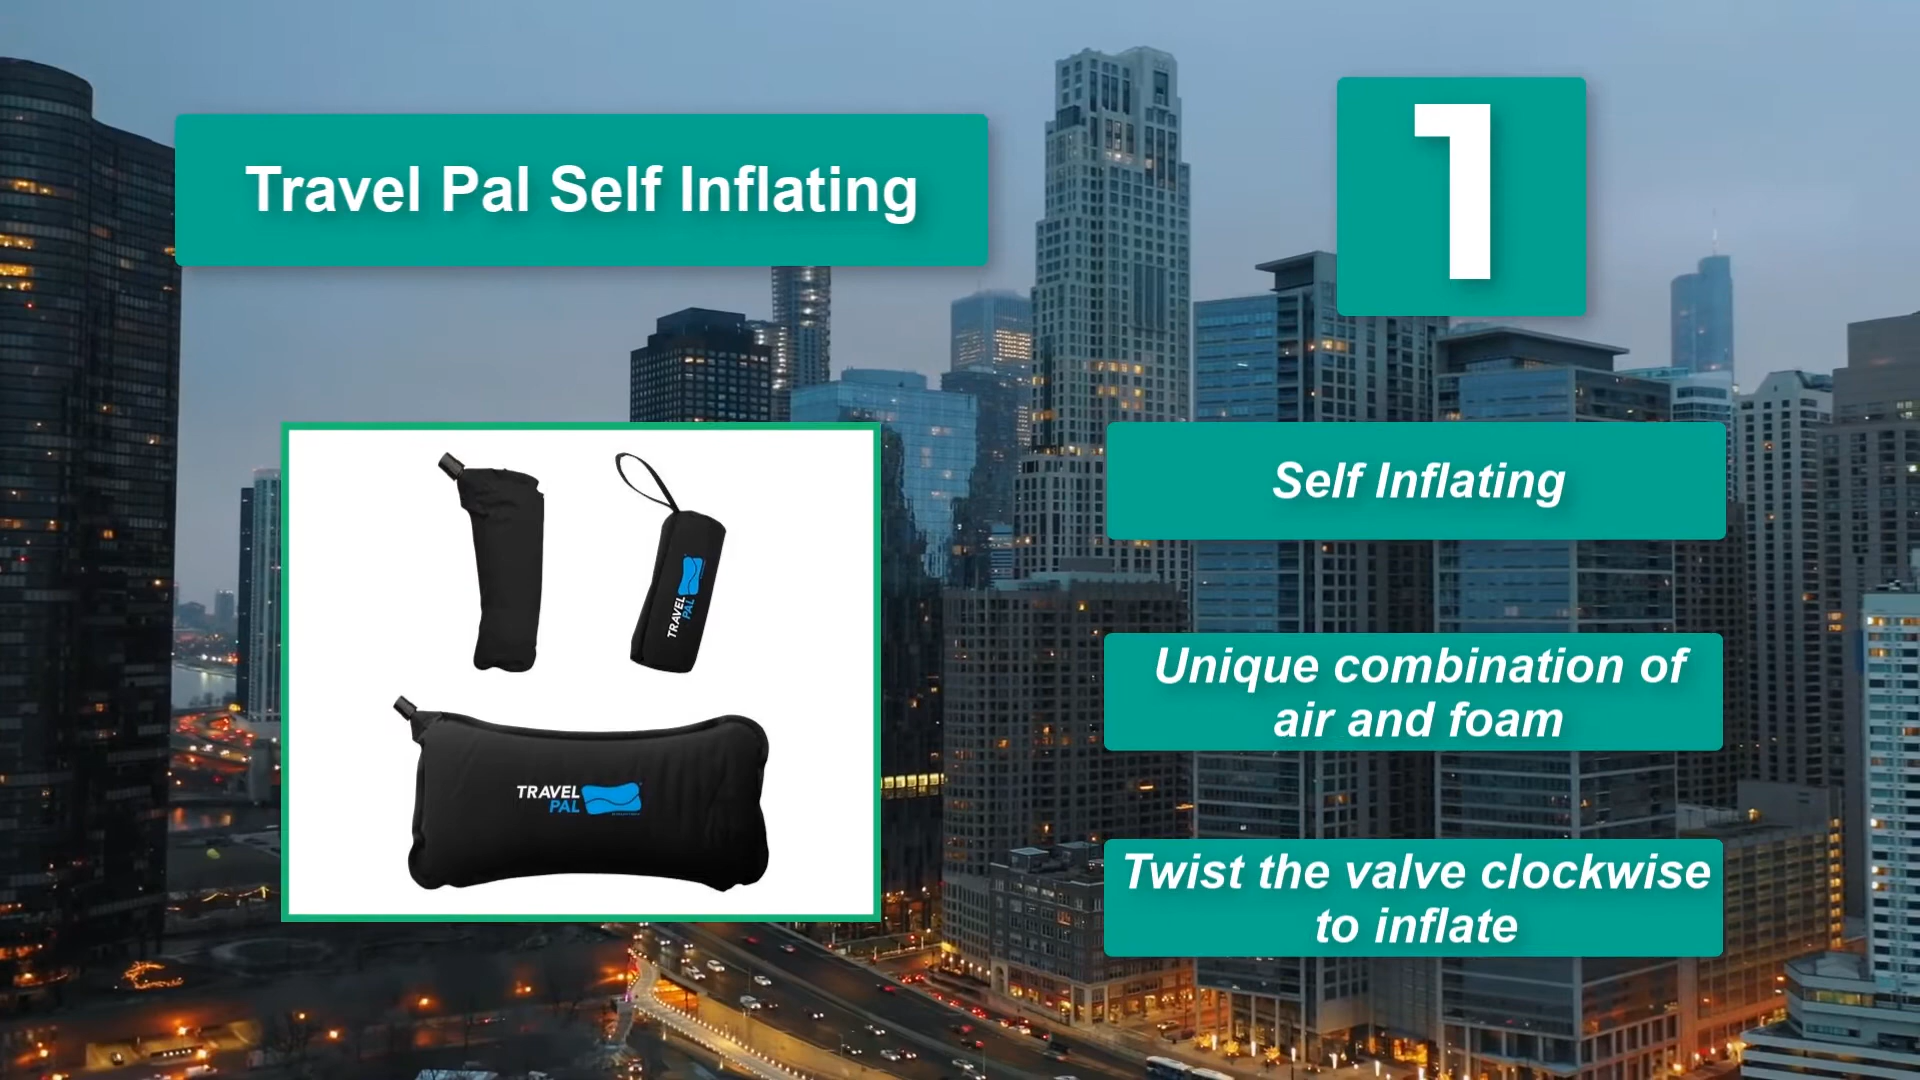 Travel Pal Self Inflating
1
TRAVEL
PAL
TRAVEL
PAL
Self Inflating
Unique combination of
air and foam
Twist the valve clockwise
to inflate